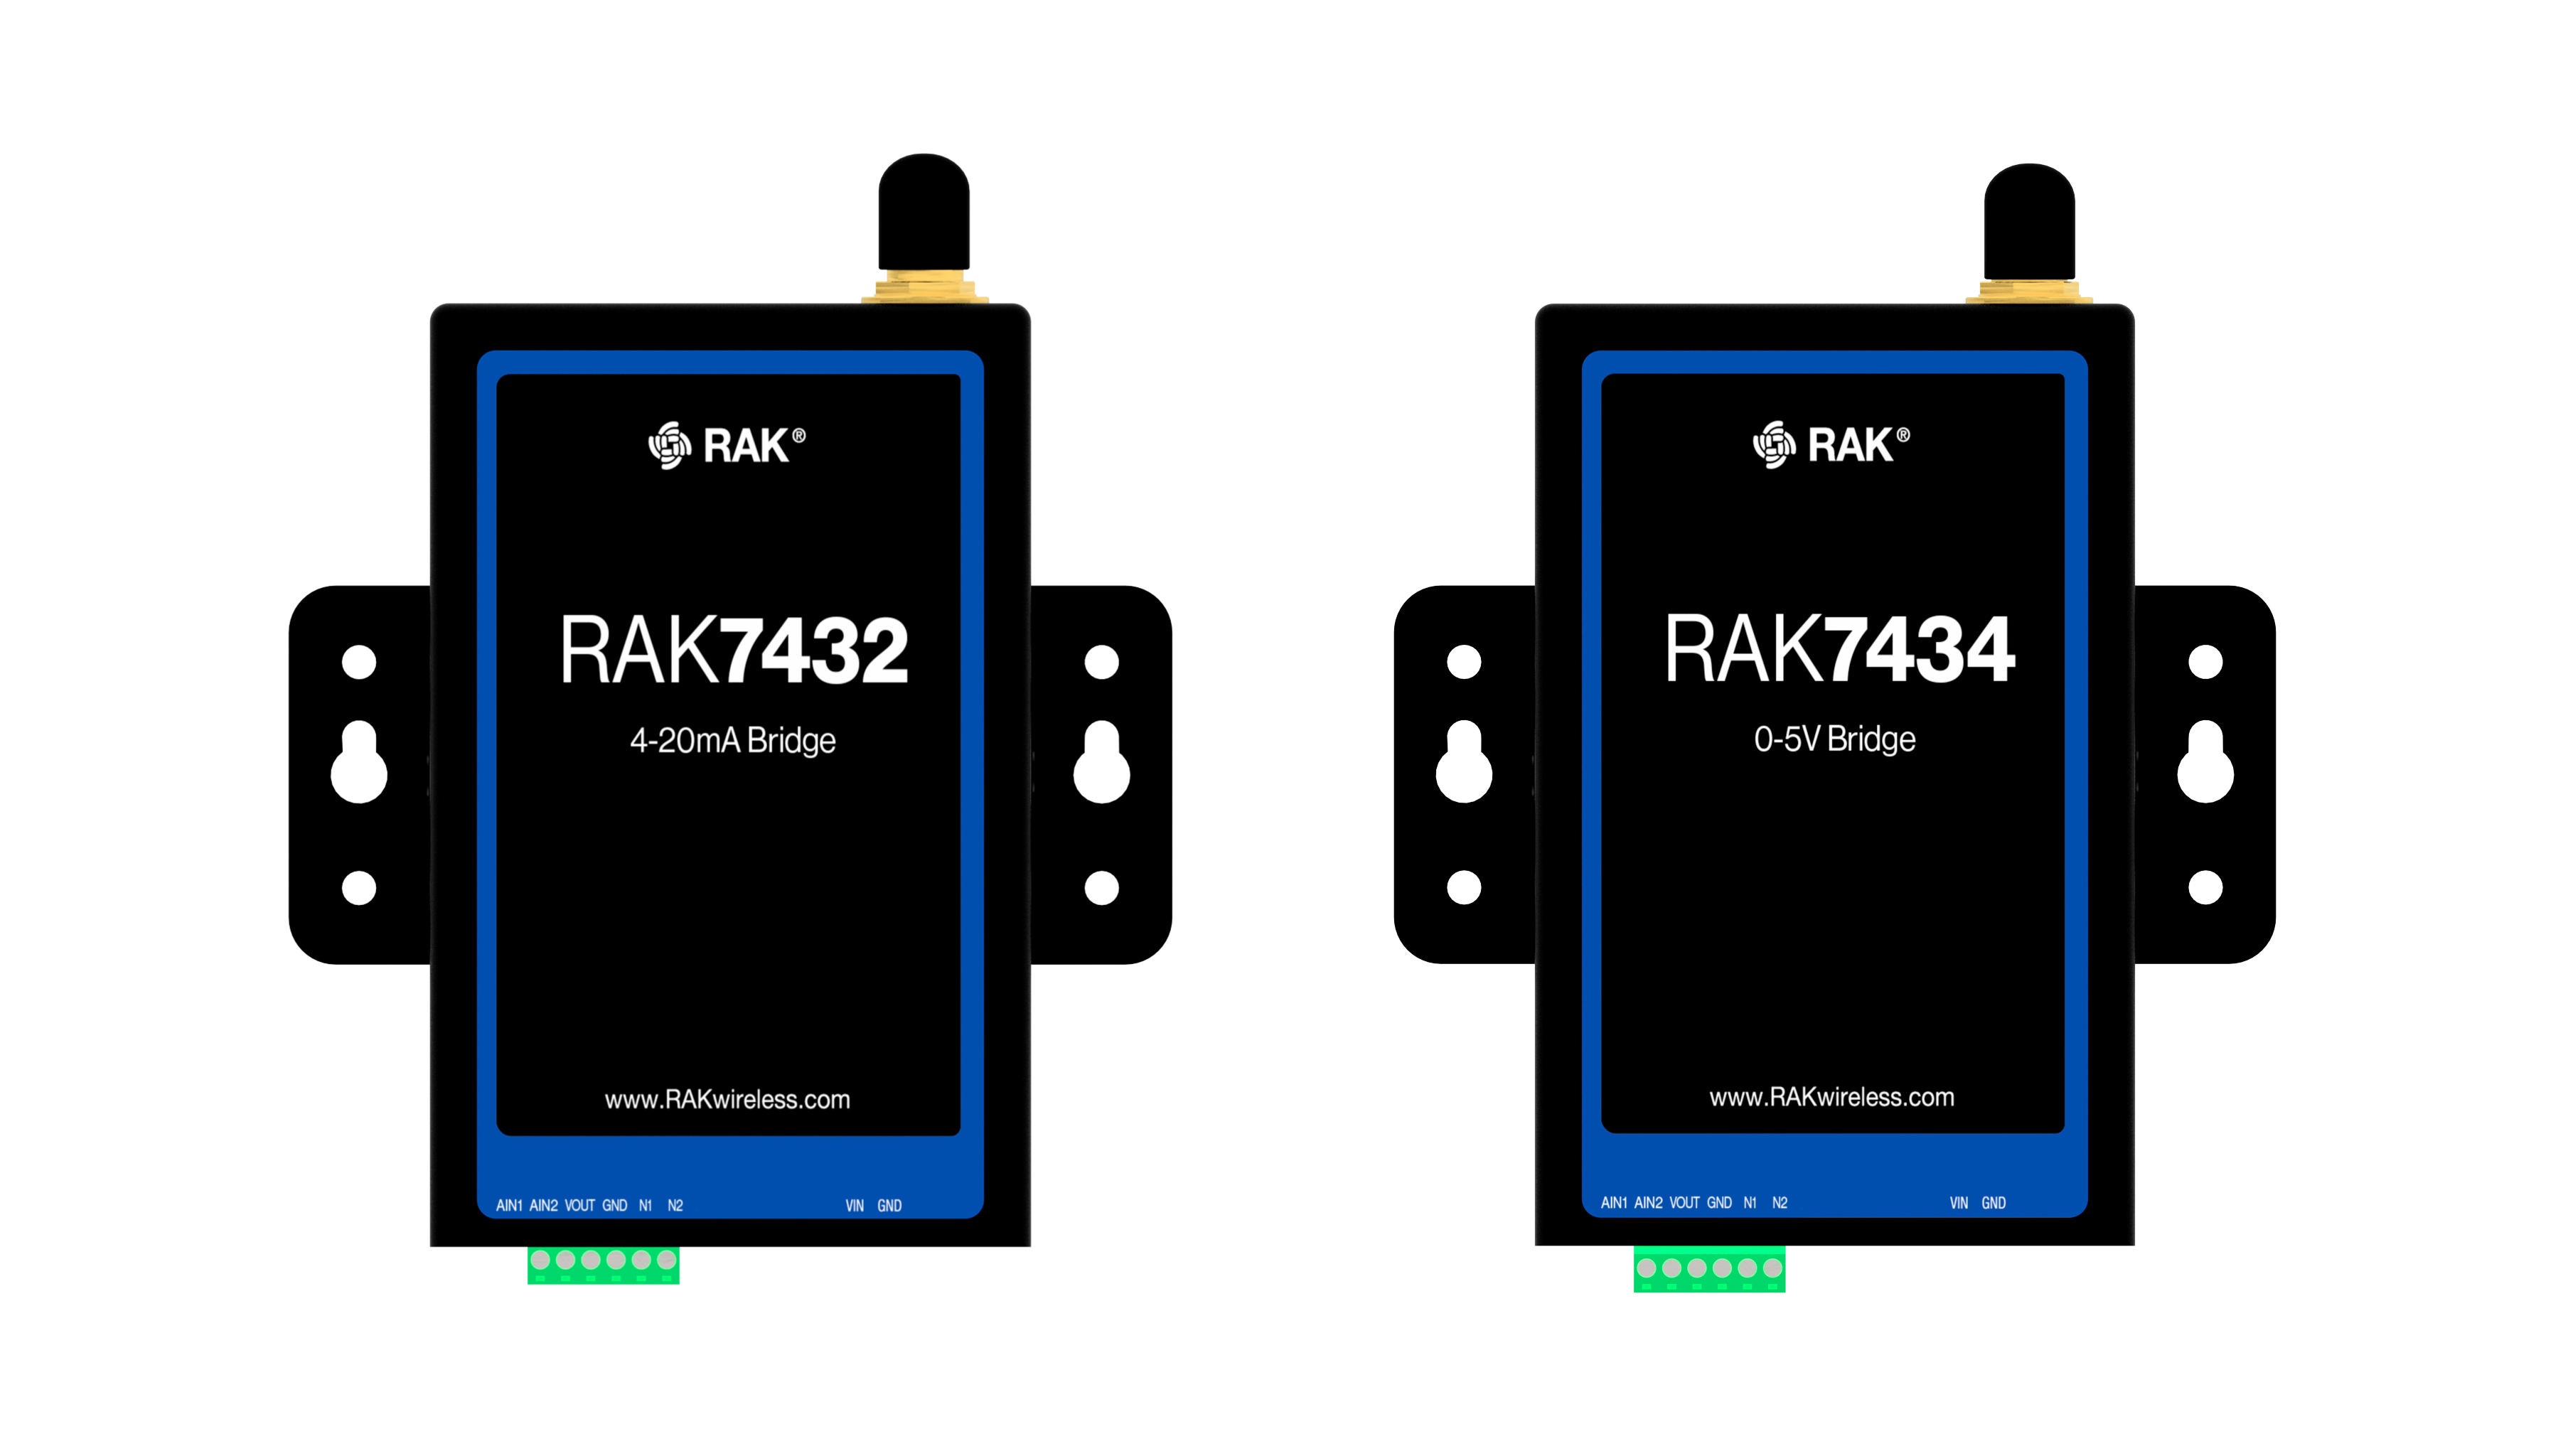 RAK®
RAK7432
4-20mA Bridge
www.RAKwireless.com
AIN1 AIN2 VOUT GND N1 N2 VIN GND
RAK®
RAK7434
0-5V Bridge
www.RAKwireless.com
AIN1 AIN2 VOUT GND N1 N2 VIN GND